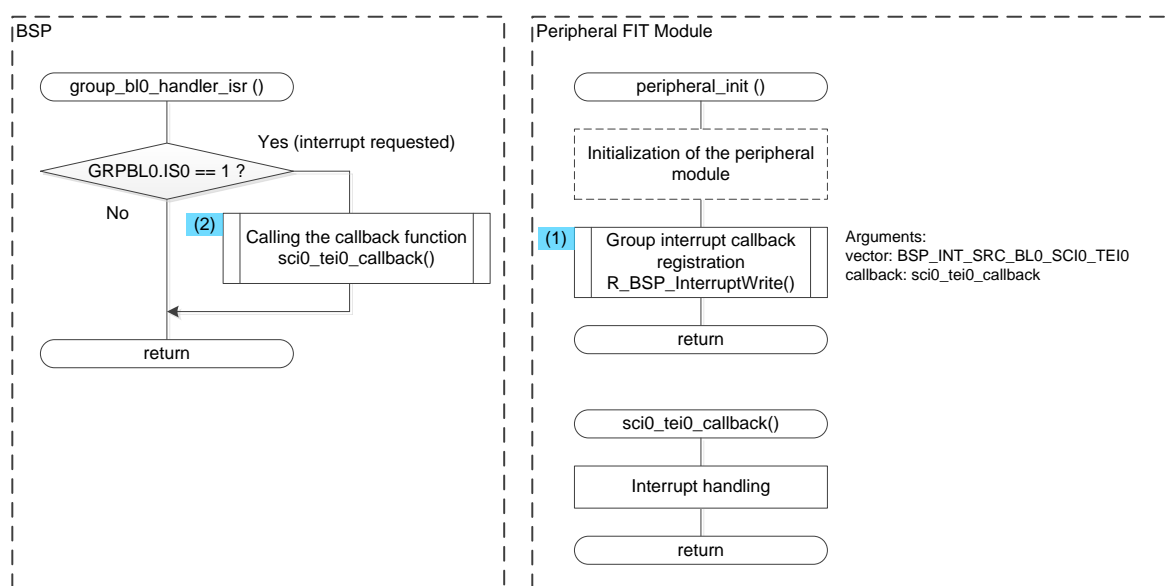 BSP
group_bl0_handler_isr ()
Yes (interrupt requested)
GRPBL0.IS0 == 1 ?
No
(2)
Calling the callback function
sci0_tei0_callback()
return
Peripheral FIT Module
peripheral_init ()
Initialization of the peripheral
module
(1)
Group interrupt callback
registration
R_BSP_InterruptWrite()
Arguments:
vector: BSP_INT_SRC_BL0_SCI0_TEI0
callback: sci0_tei0_callback
return
sci0_tei0_callback()
Interrupt handling
return